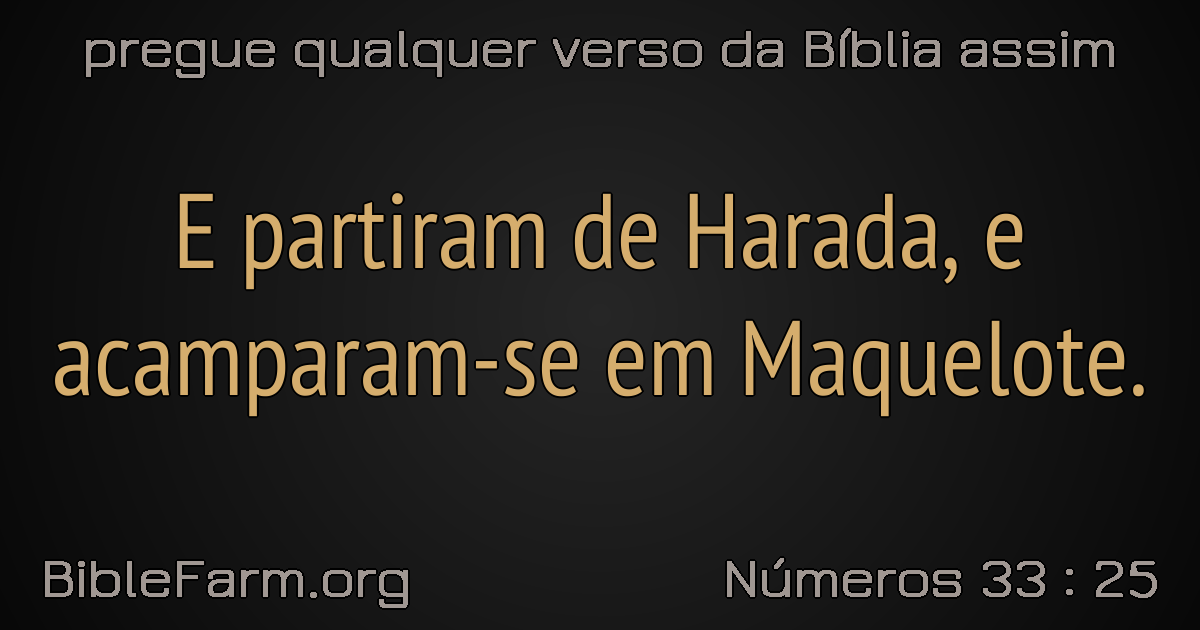 pregue qualquer verso da Bíblia assim
E partiram de Harada, e
acamparam-se em Maquelote.
BibleFarm.org
Números 33 : 25